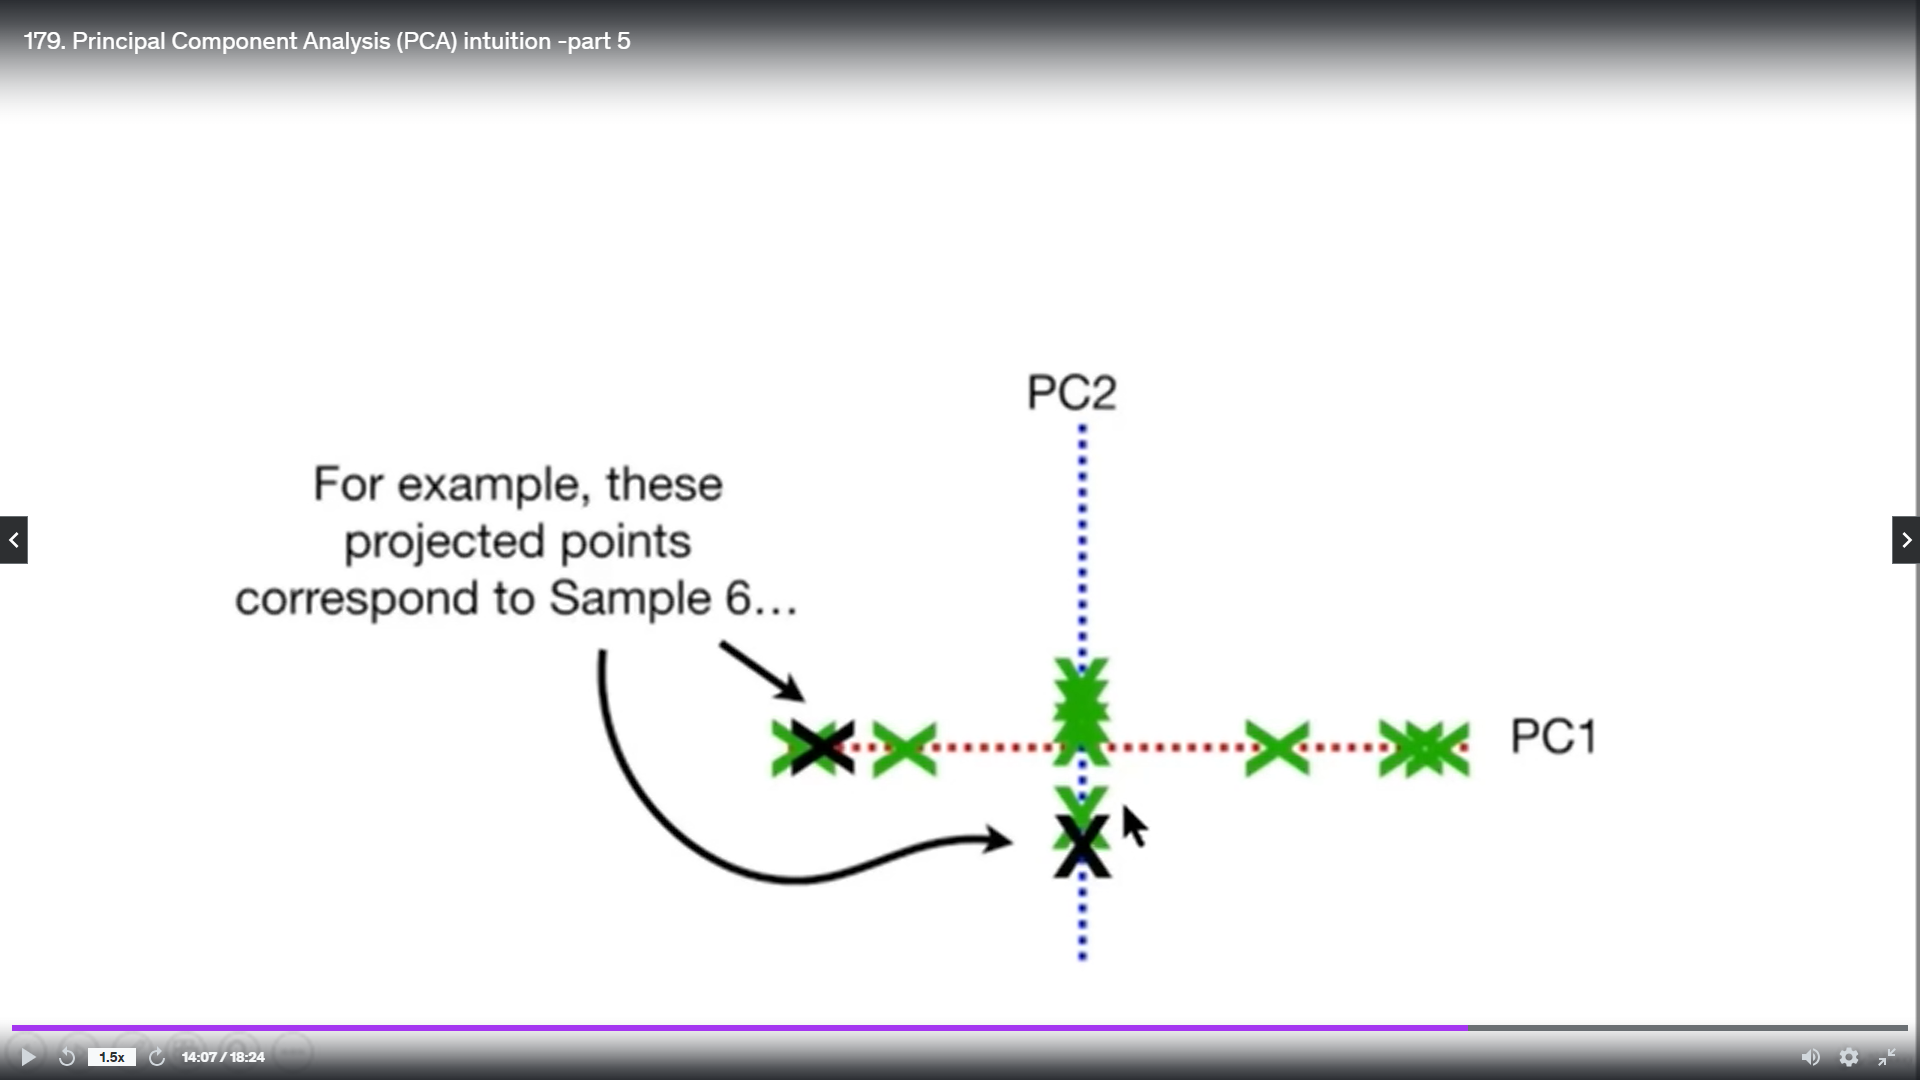 179. Principal Component Analysis (PCA) intuition -part 5
PC2
For example, these
projected points
correspond to Sample 6...
PC1
1.5x
14:07 / 18:24